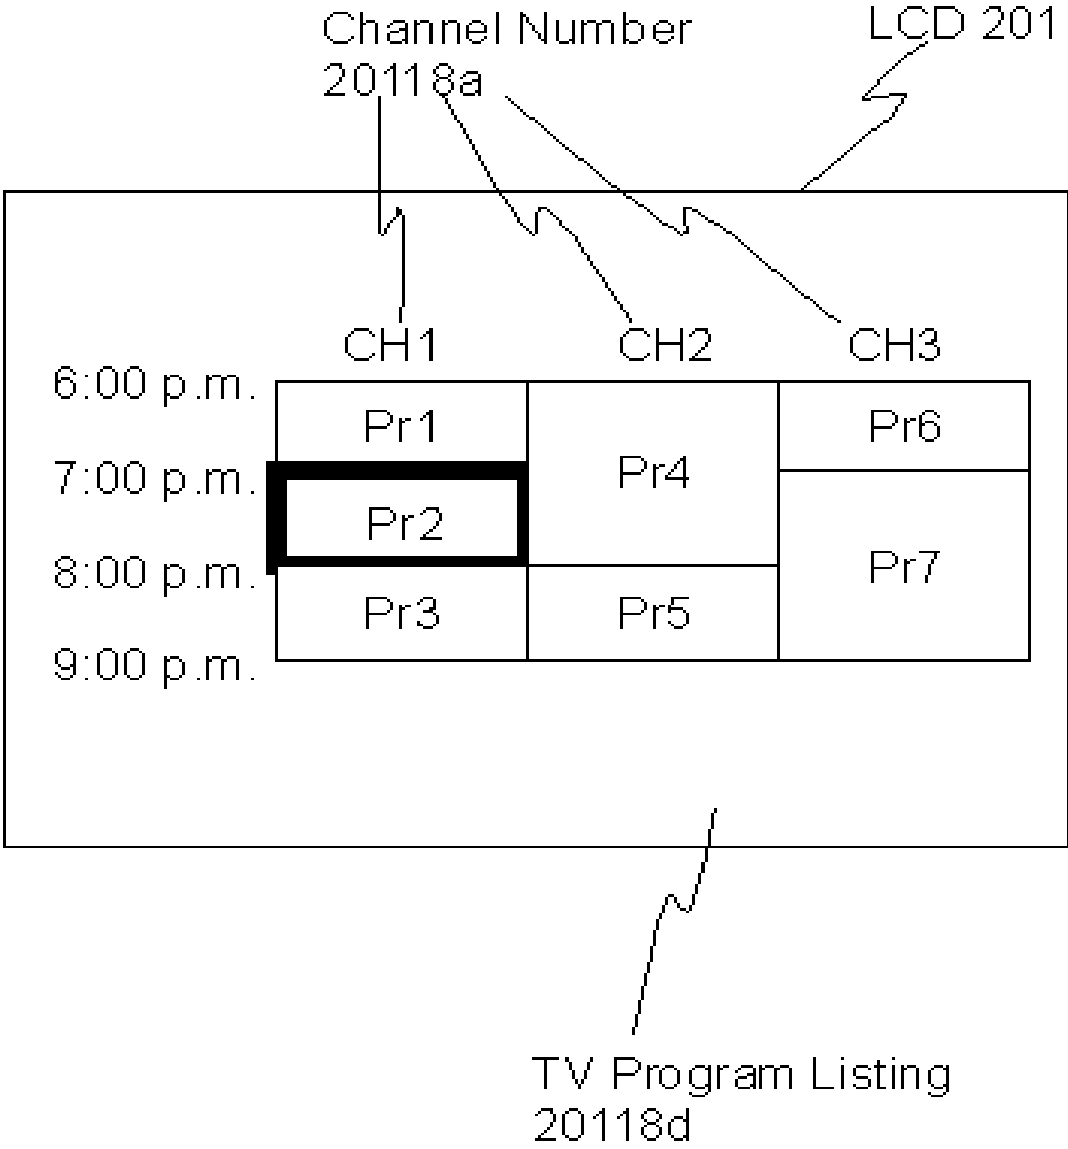 Channel Number
20118a
LCD 201
CH1 CH2 CH3
6:00 p.m.
Pr1 Pr6
Pr4
7:00 p.m.
Pr2
Pr7
8:00 p.m.
Pr3 Pr5
9:00 p.m.
TV Program Listing
20118d